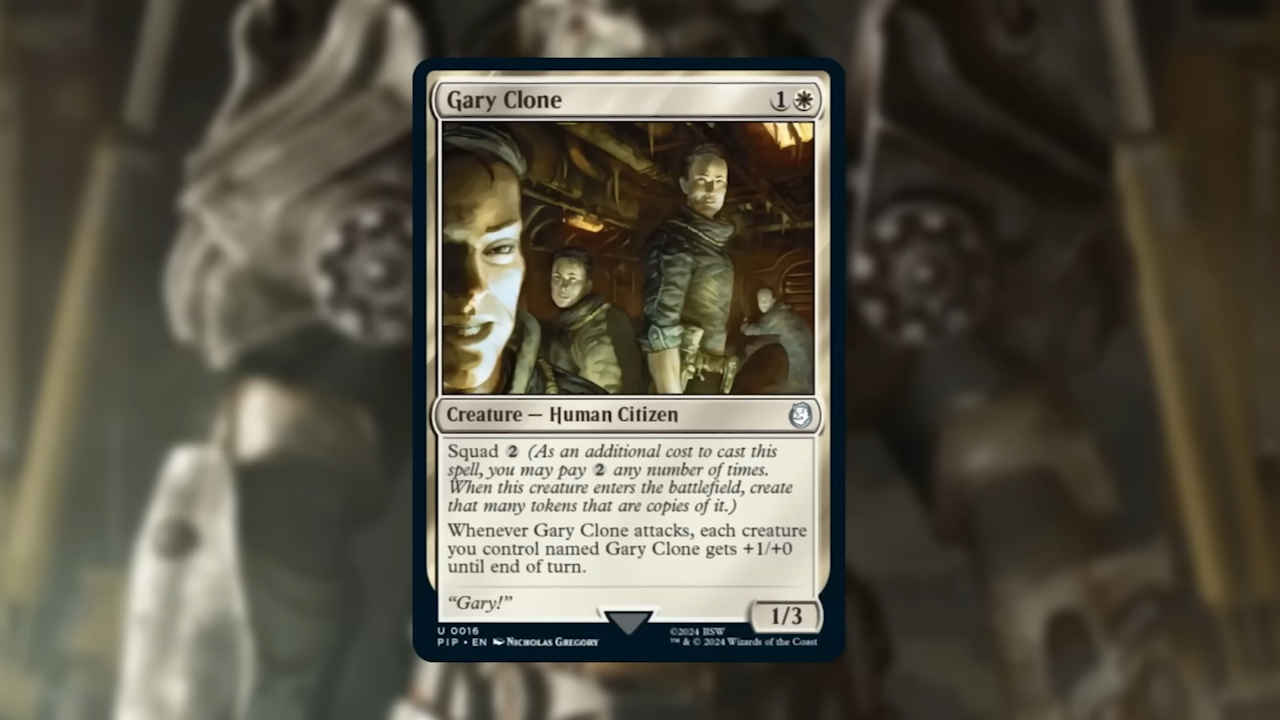 Gary Clone 1
Creature — Human Citizen
Squad 2 (As an additional cost to cast this
spell, you may pay 2 any number of times.
When this creature enters the battlefield, create
that many tokens that are copies of it.)
Whenever Gary Clone attacks, each creature
you control named Gary Clone gets +1/+0
until end of turn.
“Gary!”
1/3
U 0016
PIP • EN Nicholas Gregory
©2024 BSW
™ & © 2024 Wizards of the Coast